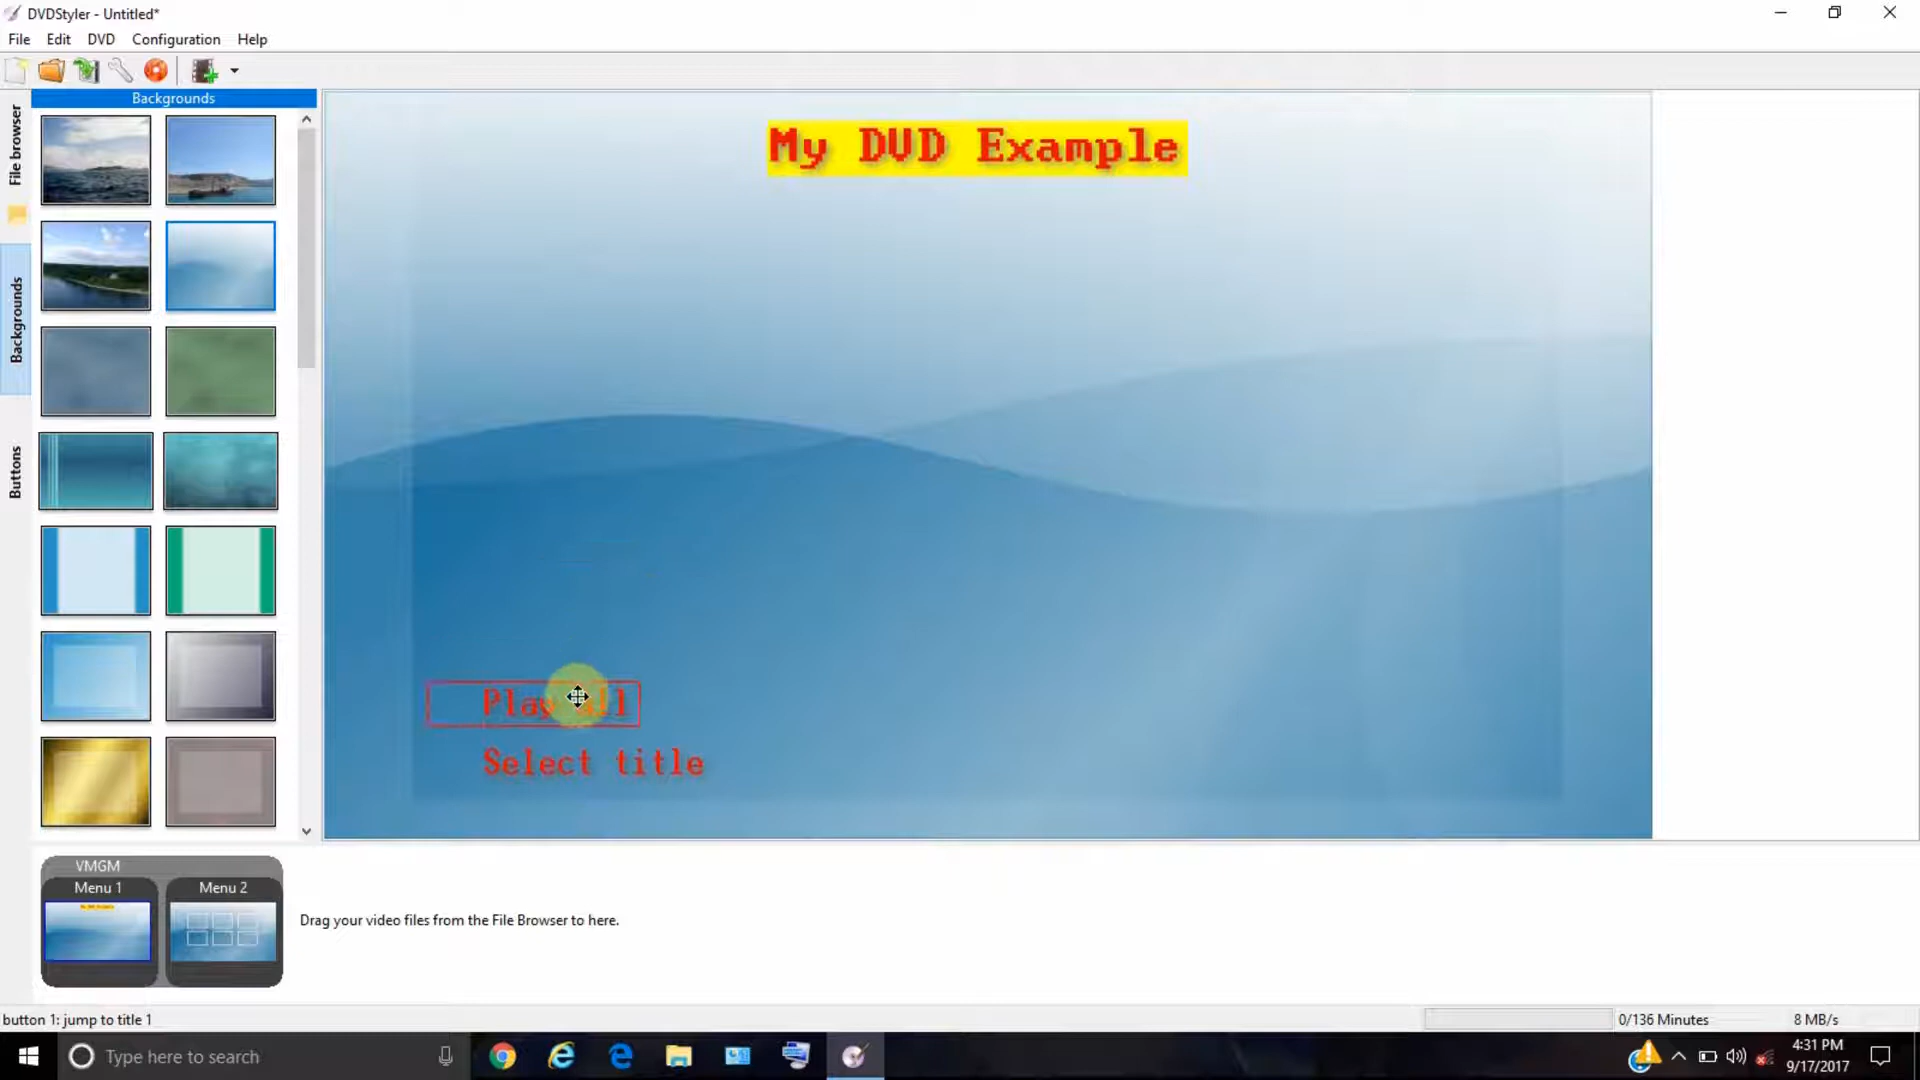 DVDStyler - Untitled*
File Edit DVD Configuration Help
File browser
Backgrounds
Buttons
Backgrounds
My DVD Example
Play all
Select title
VMGM
Menu 1
Menu 2
Drag your video files from the File Browser to here.
button 1: jump to title 1
0/136 Minutes
8 MB/s
Type here to search
4:31 PM
9/17/2017